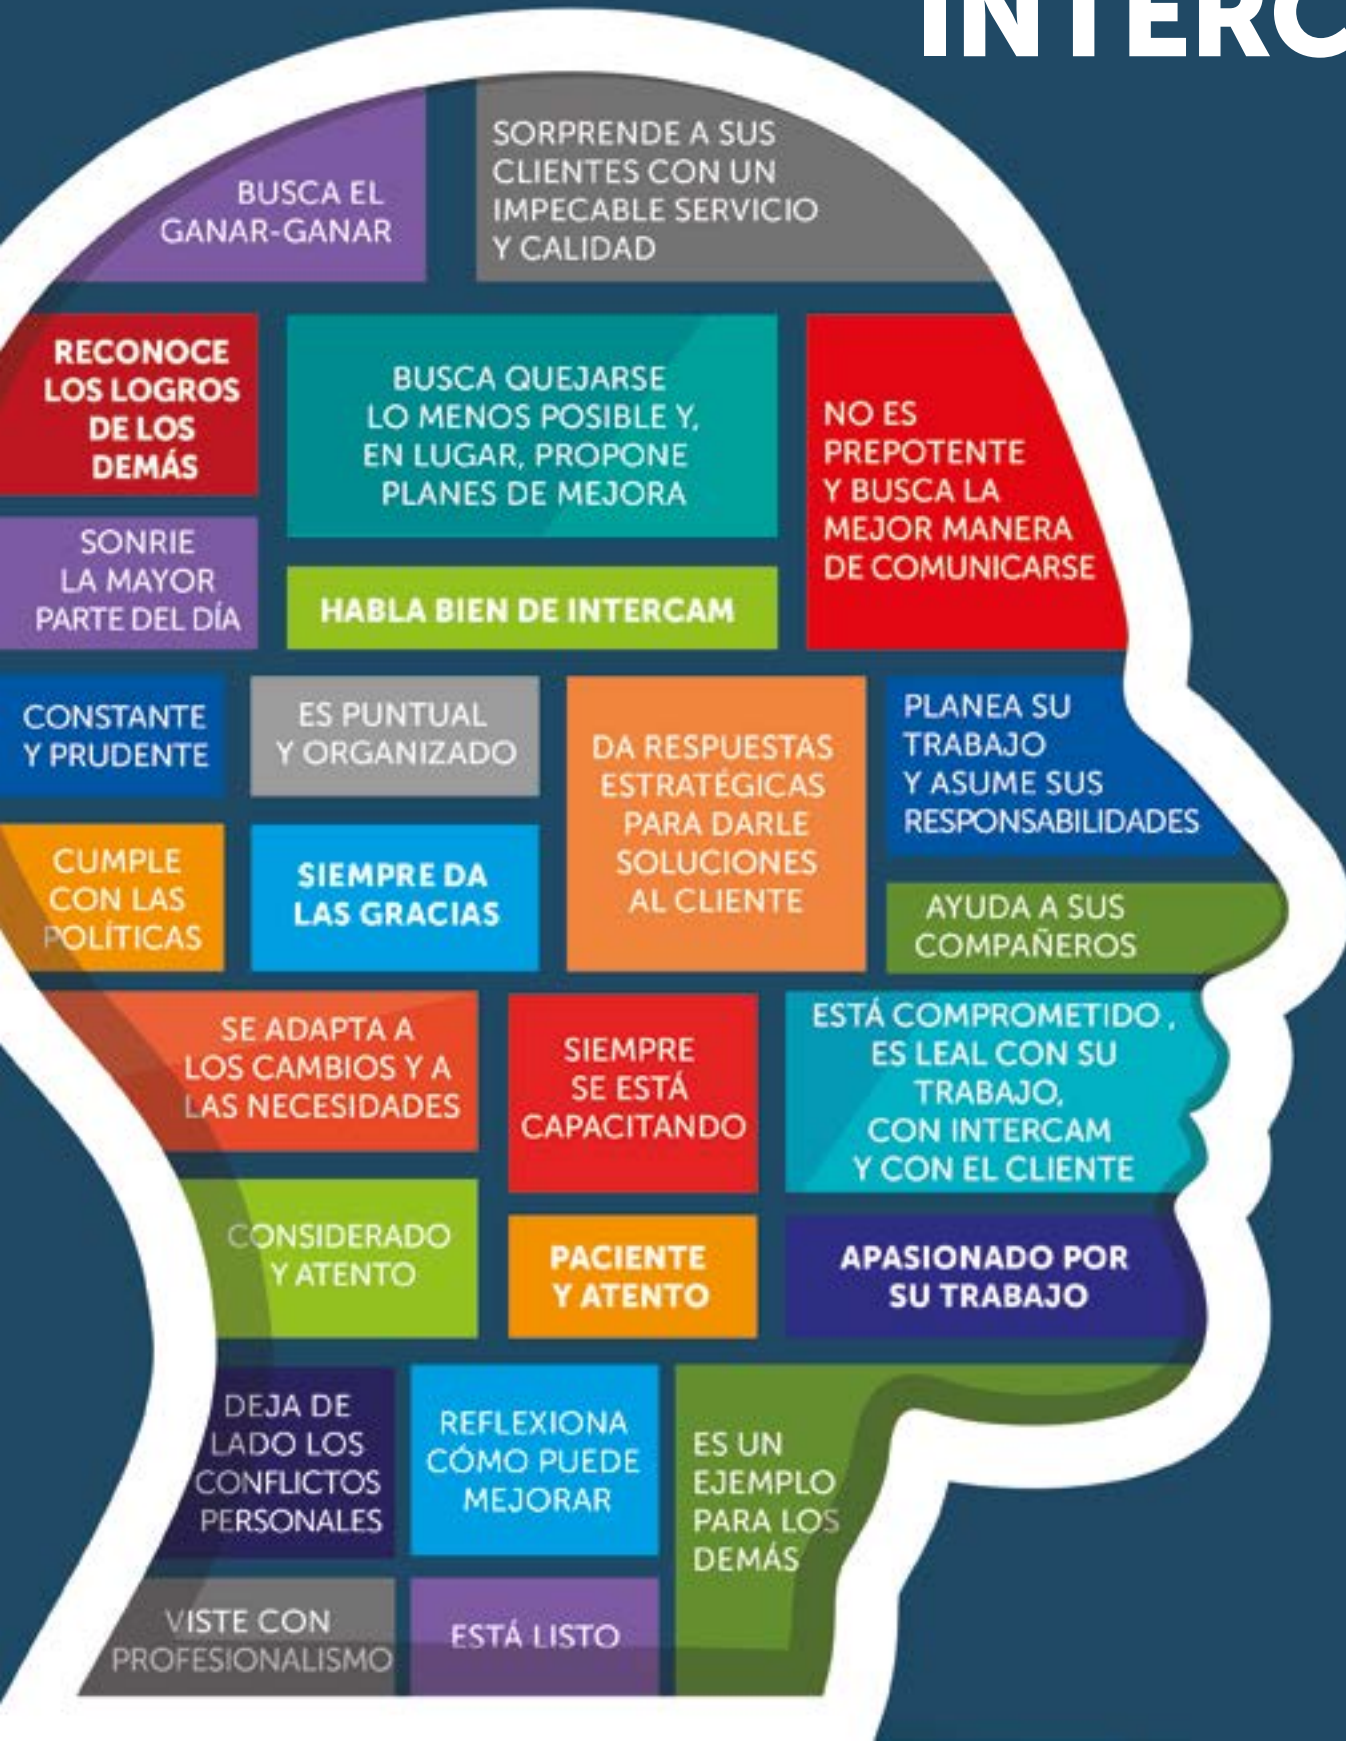 INTERC
BUSCA EL
GANAR-GANAR
SORPRENDE A SUS
CLIENTES CON UN
IMPECABLE SERVICIO
Y CALIDAD
RECONOCE
LOS LOGROS
DE LOS
DEMÁS
BUSCA QUEJARSE
LO MENOS POSIBLE Y,
EN LUGAR, PROPONE
PLANES DE MEJORA
NO ES
PREPOTENTE
Y BUSCA LA
MEJOR MANERA
DE COMUNICARSE
SONRIE
LA MAYOR
PARTE DEL DÍA
HABLA BIEN DE INTERCAM
CONSTANTE
Y PRUDENTE
ES PUNTUAL
Y ORGANIZADO
DA RESPUESTAS
ESTRATÉGICAS
PARA DARLE
SOLUCIONES
AL CLIENTE
PLANEA SU
TRABAJO
Y ASUME SUS
RESPONSABILIDADES
CUMPLE
CON LAS
POLÍTICAS
SIEMPRE DA
LAS GRACIAS
AYUDA A SUS
COMPAÑEROS
SE ADAPTA A
LOS CAMBIOS Y A
LAS NECESIDADES
SIEMPRE
SE ESTÁ
CAPACITANDO
ESTÁ COMPROMETIDO ,
ES LEAL CON SU
TRABAJO,
CON INTERCAM
Y CON EL CLIENTE
CONSIDERADO
Y ATENTO
PACIENTE
Y ATENTO
APASIONADO POR
SU TRABAJO
DEJA DE
LADO LOS
CONFLICTOS
PERSONALES
REFLEXIONA
CÓMO PUEDE
MEJORAR
ES UN
EJEMPLO
PARA LOS
DEMÁS
VISTE CON
PROFESIONALISMO
ESTÁ LISTO